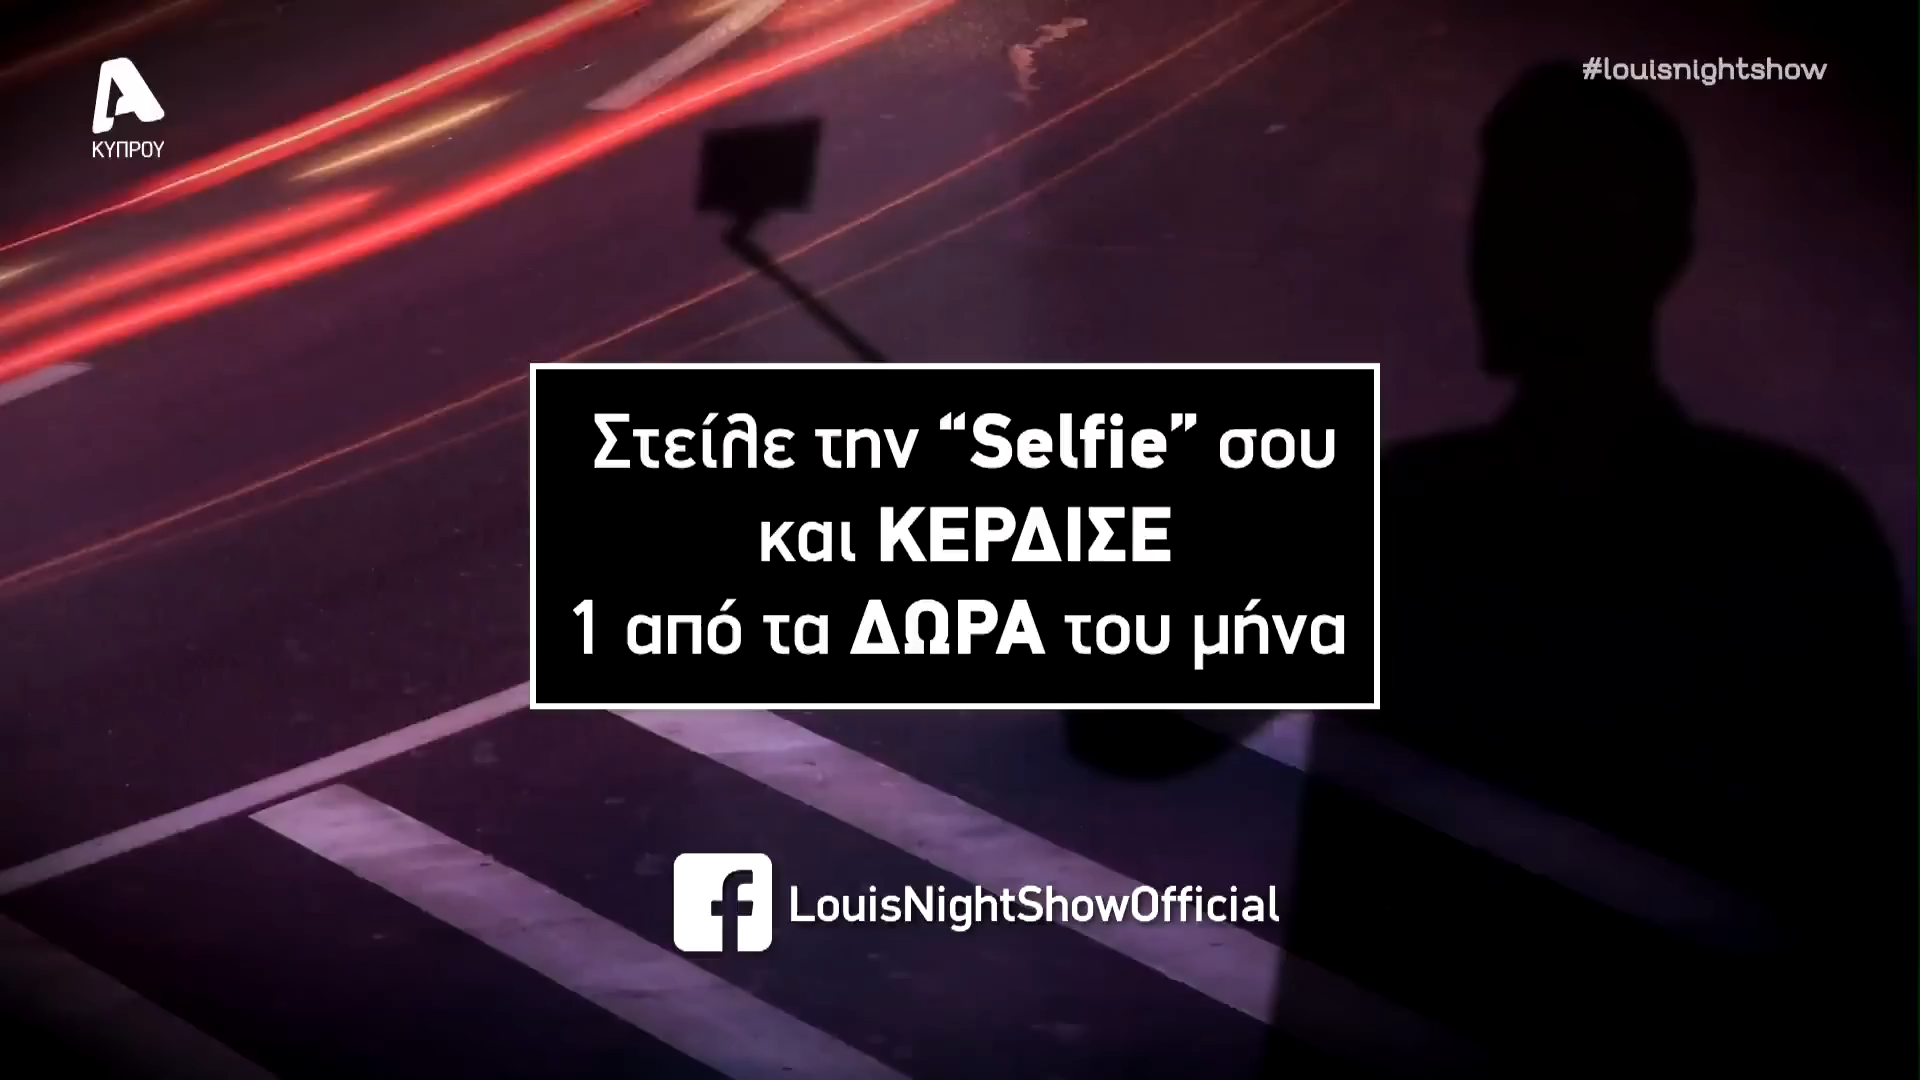 ΚΥΠΡΟΥ
#louisnightshow
Στείλε την “Selfie” σου
και ΚΕΡΔΙΣΕ
1 από τα ΔΩΡΑ του μήνα
LouisNightShowOfficial